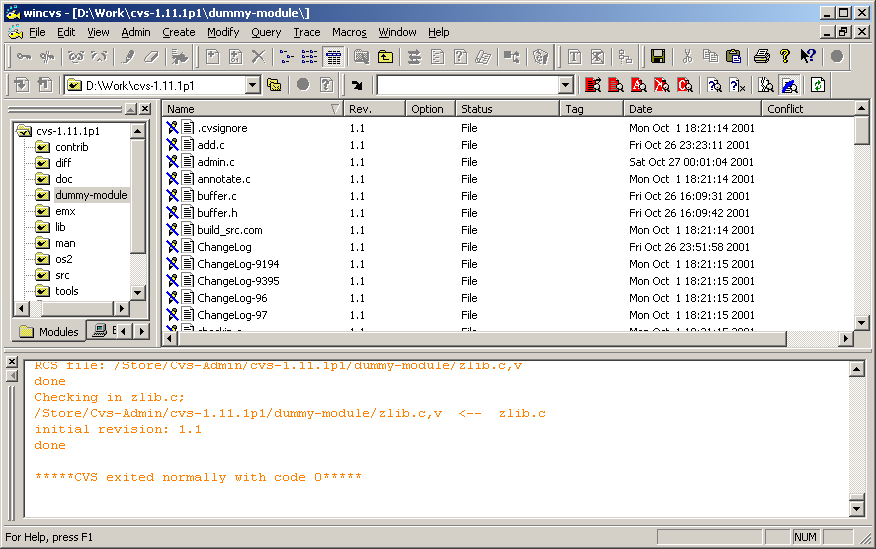 wincvs - [D:\Work\cvs-1.11.1p1\dummy-module\]
File Edit View Admin Create Modify Query Trace Macros Window Help
D:\Work\cvs-1.11.1p1
cvs-1.11.1p1
contrib
diff
doc
dummy-module
emx
lib
man
os2
src
tools
Modules
Name Rev. Option Status Tag Date Conflict
.cvsignore 1.1 File Mon Oct 1 18:21:14 2001
add.c 1.1 File Fri Oct 26 23:23:11 2001
admin.c 1.1 File Sat Oct 27 00:01:04 2001
annotate.c 1.1 File Mon Oct 1 18:21:14 2001
buffer.c 1.1 File Fri Oct 26 16:09:31 2001
buffer.h 1.1 File Fri Oct 26 16:09:42 2001
build_src.com 1.1 File Mon Oct 1 18:21:14 2001
ChangeLog 1.1 File Fri Oct 26 23:51:58 2001
ChangeLog-9194 1.1 File Mon Oct 1 18:21:15 2001
ChangeLog-9395 1.1 File Mon Oct 1 18:21:15 2001
ChangeLog-96 1.1 File Mon Oct 1 18:21:15 2001
ChangeLog-97 1.1 File Mon Oct 1 18:21:15 2001
RCS file: /Store/Cvs-Admin/cvs-1.11.1p1/dummy-module/zlib.c,v
done
Checking in zlib.c;
/Store/Cvs-Admin/cvs-1.11.1p1/dummy-module/zlib.c,v <-- zlib.c
initial revision: 1.1
done
*****CVS exited normally with code 0*****
For Help, press F1
NUM